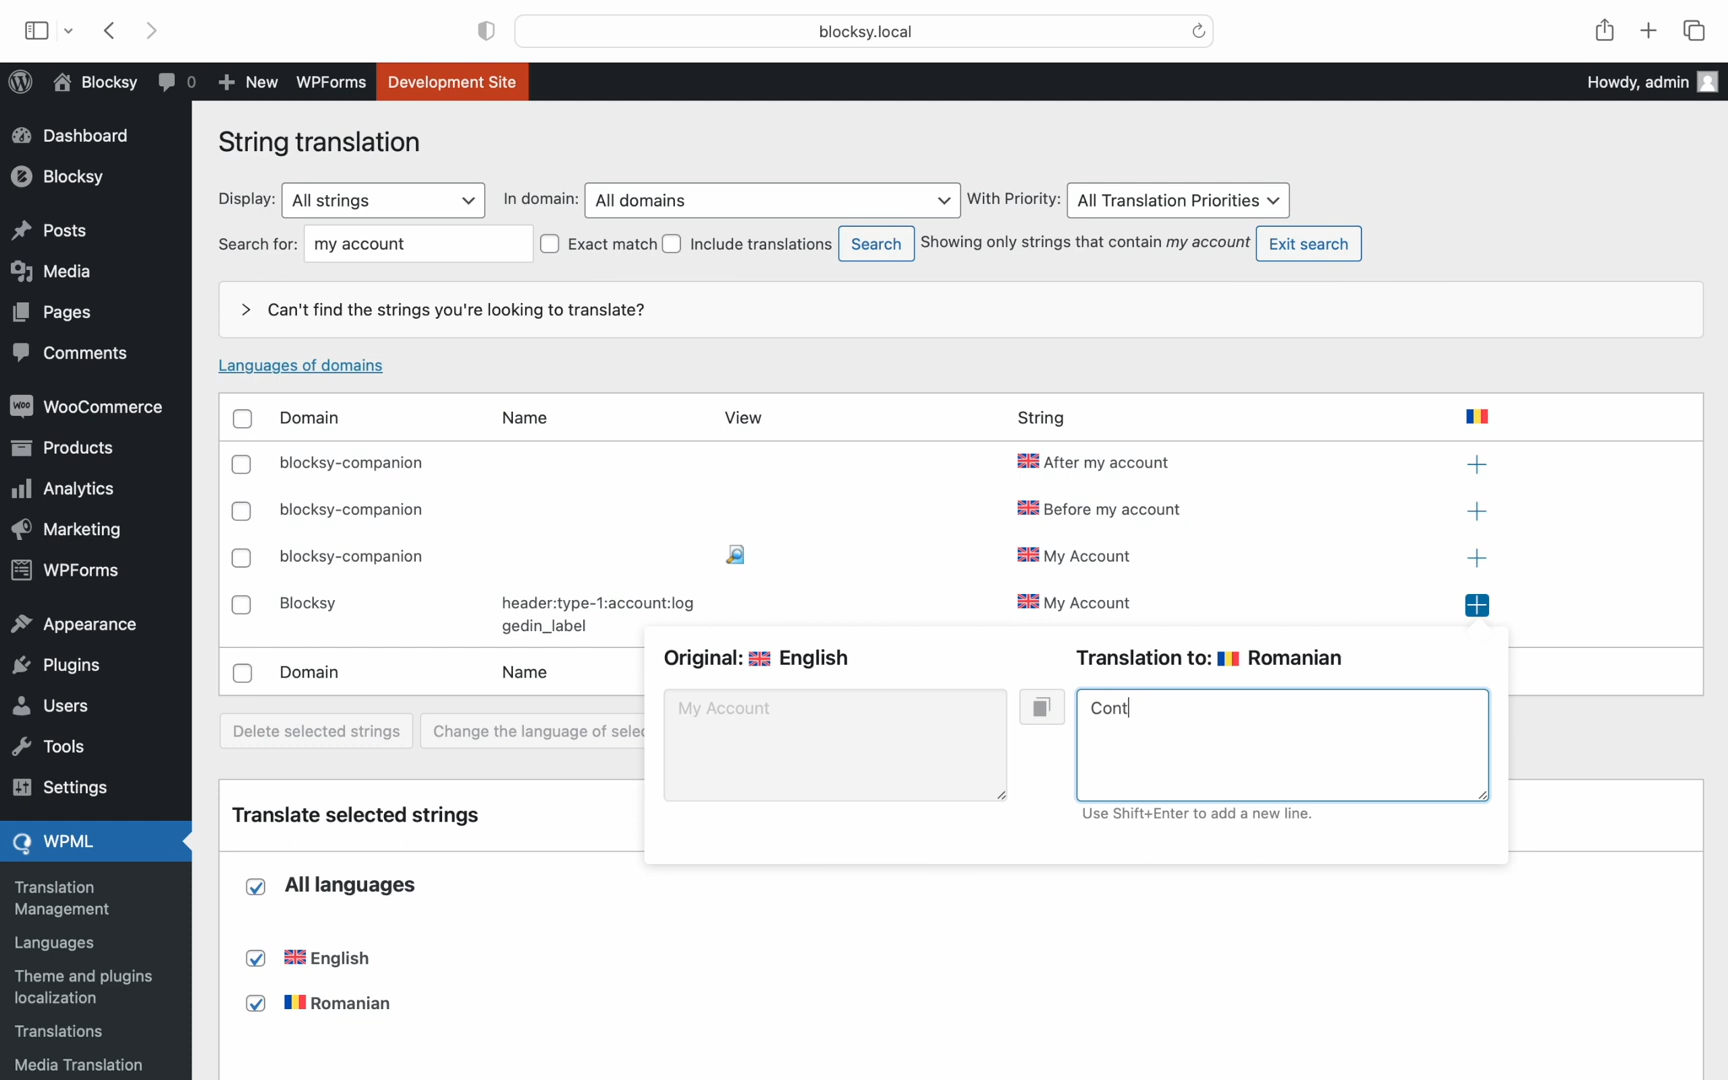 blocksy.local
Blocksy 0 New WPForms Development Site Howdy, admin
Dashboard
Blocksy
Posts
Media
Pages
Comments
WooCommerce
Products
Analytics
Marketing
WPForms
Appearance
Plugins
Users
Tools
Settings
WPML
Translation
Management
Languages
Theme and plugins
localization
Translations
Media Translation
String translation
Display: All strings In domain: All domains With Priority: All Translation Priorities
Search for: my account Exact match Include translations Search Showing only strings that contain my account Exit search
Can't find the strings you're looking to translate?
Languages of domains
Domain Name View String
blocksy-companion After my account
blocksy-companion Before my account
blocksy-companion My Account
Blocksy header:type-1:account:log My Account
gedin_label
Domain Name
Delete selected strings Change the language of selec
Original: English Translation to: Romanian
My Account Cont
Use Shift+Enter to add a new line.
Translate selected strings
All languages
English
Romanian